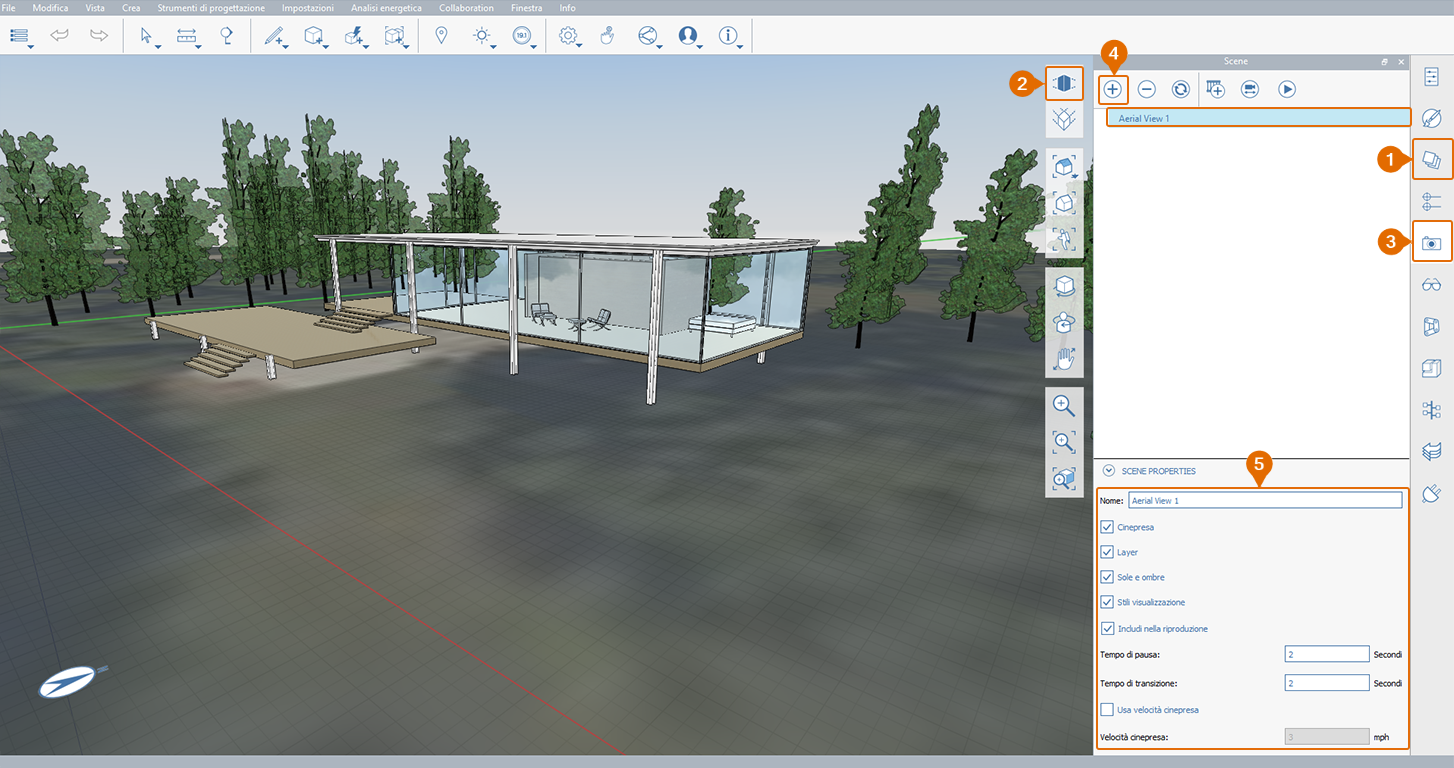 File Modifica Vista Crea Strumenti di progettazione Impostazioni Analisi energetica Collaboration Finestra Info
19.1
Scene
4
2
Aerial View 1
1
3
SCENE PROPERTIES
5
Nome: Aerial View 1
Cinepresa
Layer
Sole e ombre
Stili visualizzazione
Includi nella riproduzione
Tempo di pausa: 2 Secondi
Tempo di transizione: 2 Secondi
Usa velocità cinepresa
Velocità cinepresa: 3 mph